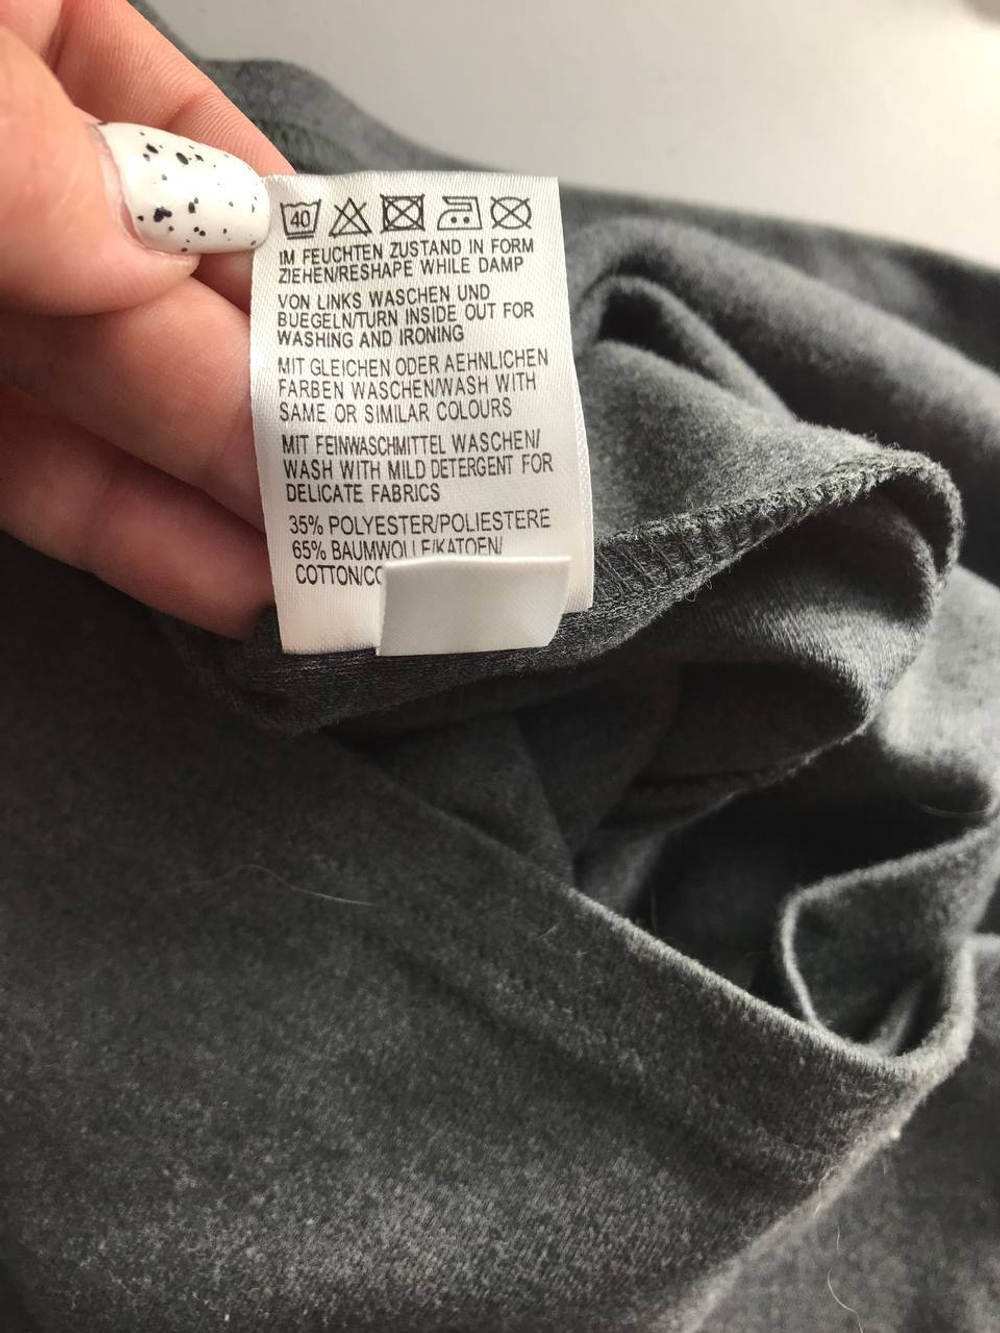 40
IM FEUCHTEN ZUSTAND IN FORM
ZIEHEN/RESHAPE WHILE DAMP
VON LINKS WASCHEN UND
BUEGELN/TURN INSIDE OUT FOR
WASHING AND IRONING
MIT GLEICHEN ODER AEHNLICHEN
FARBEN WASCHEN/WASH WITH
SAME OR SIMILAR COLOURS
MIT FEINWASCHMITTEL WASCHEN/
WASH WITH MILD DETERGENT FOR
DELICATE FABRICS
35% POLYESTER/POLIESTERE
65% BAUMWOLLE/KATOEN/
COTTON/